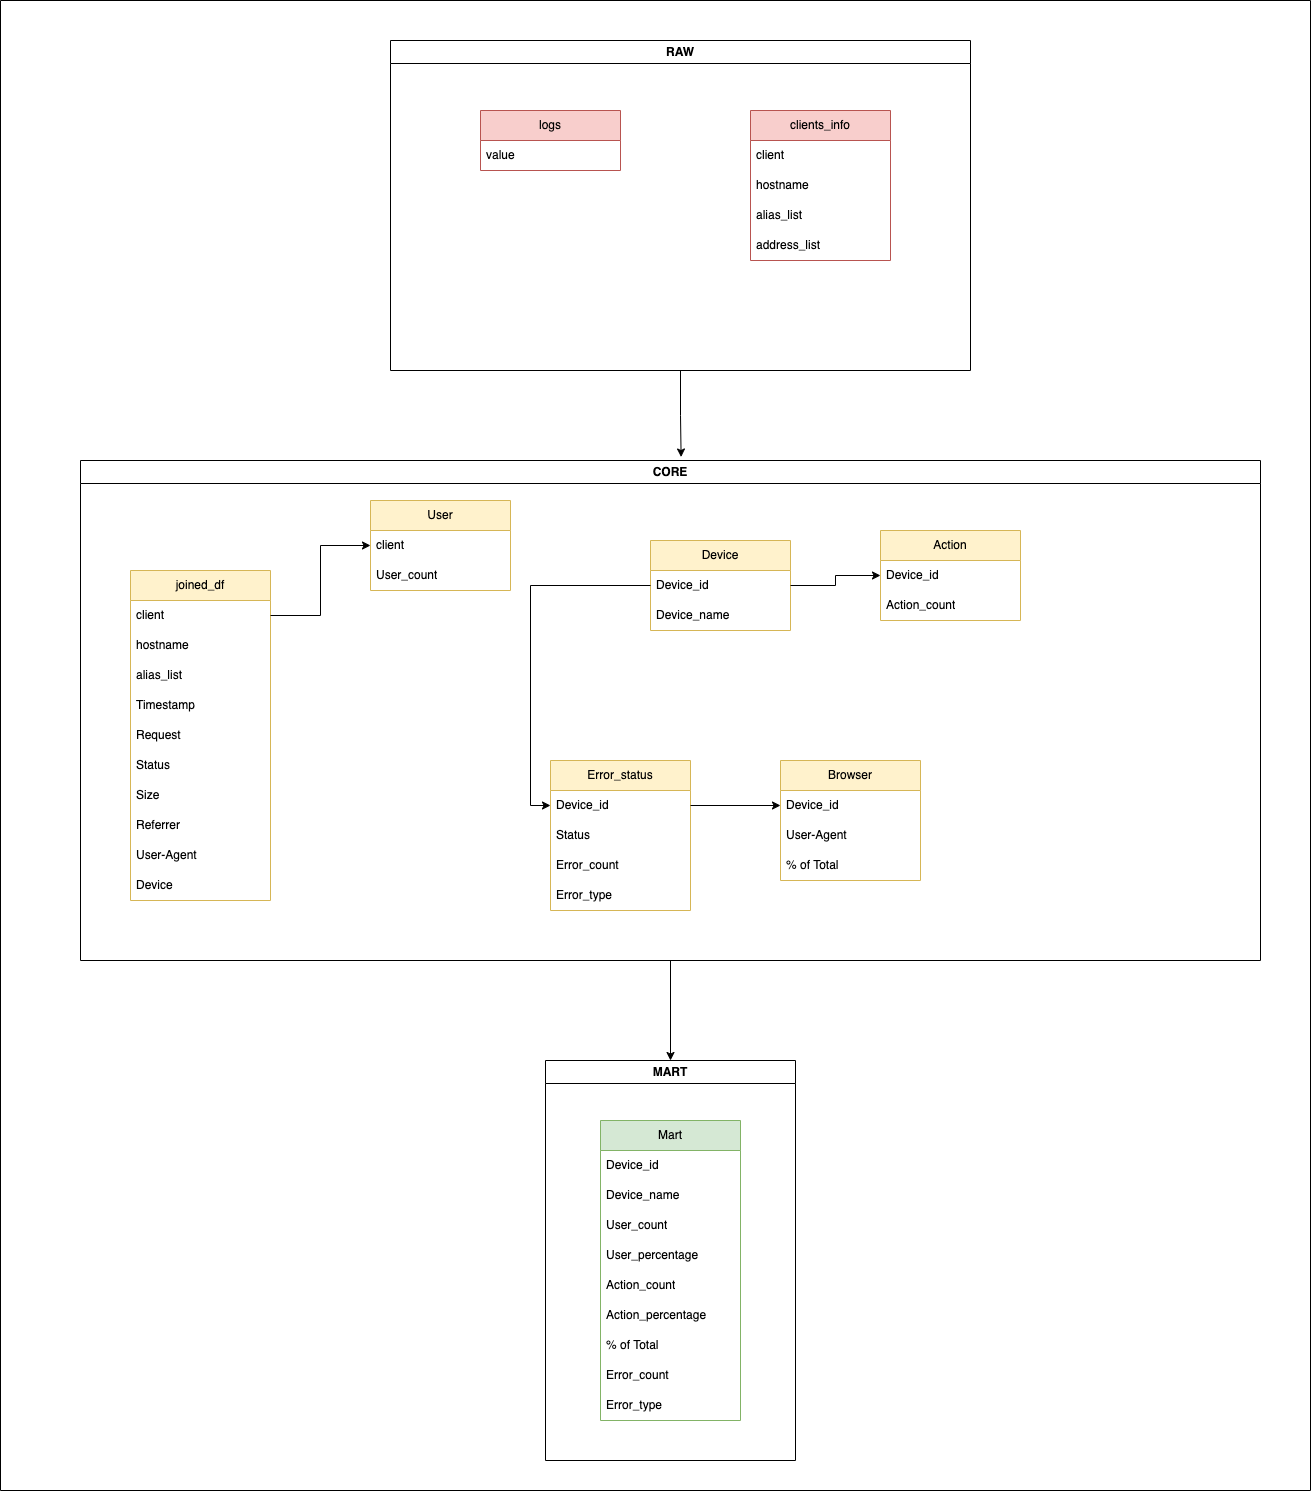 RAW
logs
value
clients_info
client
hostname
alias_list
address_list
CORE
joined_df
client
hostname
alias_list
Timestamp
Request
Status
Size
Referrer
User-Agent
Device
User
client
User_count
Device
Device_id
Device_name
Action
Device_id
Action_count
Error_status
Device_id
Status
Error_count
Error_type
Browser
Device_id
User-Agent
% of Total
MART
Mart
Device_id
Device_name
User_count
User_percentage
Action_count
Action_percentage
% of Total
Error_count
Error_type